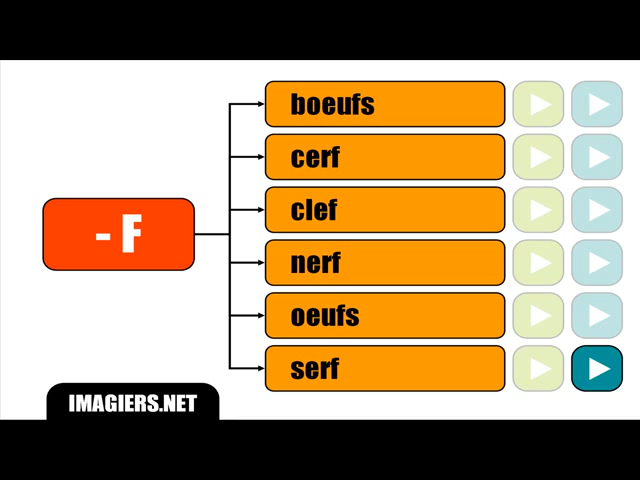 boeufs
cerf
clef
- F
nerf
oeufs
serf
IMAGIERS.NET